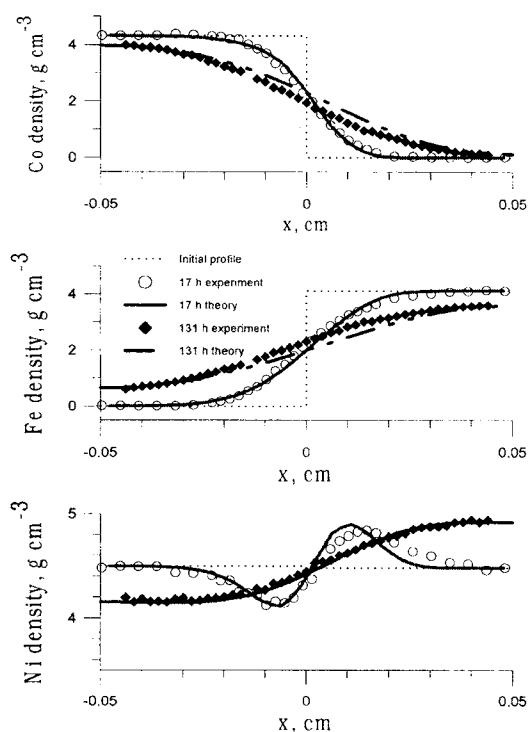 Co density, g cm-3
4
2
0
-0.05
0
0.05
x, cm
Fe density, g cm-3
4
2
0
Initial profile
17 h experiment
17 h theory
131 h experiment
131 h theory
-0.05
0
0.05
x, cm
Ni density, g cm-3
5
4
-0.05
0
0.05
x, cm